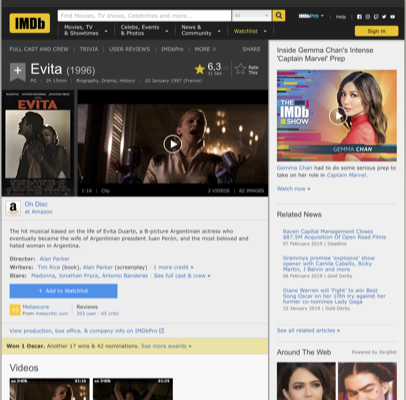 IMDb
Find Movies, TV shows, Celebrities and more...
All
IMDbPro
Help
Movies, TV & Showtimes
Celebs, Events & Photos
News & Community
Watchlist
Sign in
FULL CAST AND CREW | TRIVIA | USER REVIEWS | IMDbPro | MORE
SHARE
Evita (1996)
6,3
Rate This
PG | 2h 15min | Biography, Drama, History | 10 January 1997 (France)
EVITA
1:16 | Clip
2 VIDEOS | 82 IMAGES
On Disc
at Amazon
The hit musical based on the life of Evita Duarte, a B-picture Argentinian actress who
eventually became the wife of Argentinian president Juan Perón, and the most beloved and
hated woman in Argentina.
Director: Alan Parker
Writers: Tim Rice (book), Alan Parker (screenplay) | 1 more credit »
Stars: Madonna, Jonathan Pryce, Antonio Banderas | See full cast & crew »
+ Add to Watchlist
Metascore
From metacritic.com
Reviews
203 user | 65 critic
View production, box office, & company info on IMDbPro
Won 1 Oscar. Another 17 wins & 42 nominations. See more awards »
Videos
Inside Gemma Chan's Intense
'Captain Marvel' Prep
THE
IMDb
SHOW
GEMMA CHAN
Gemma Chan had to do some serious prep
to take on her role in Captain Marvel.
Watch now »
Related News
Raven Capital Management Closes
$87.5M Acquisition Of Open Road Films
07 February 2019 | Deadline
Grammys promise 'explosive' show
opener with Camila Cabello, Ricky
Martin, J Balvin and more
06 February 2019 | Gold Derby
Diane Warren will 'Fight' to win Best
Song Oscar on her 10th try against her
former co-nominee Lady Gaga
22 January 2019 | Gold Derby
See all related articles »
Around The Web
Powered by ZergNet